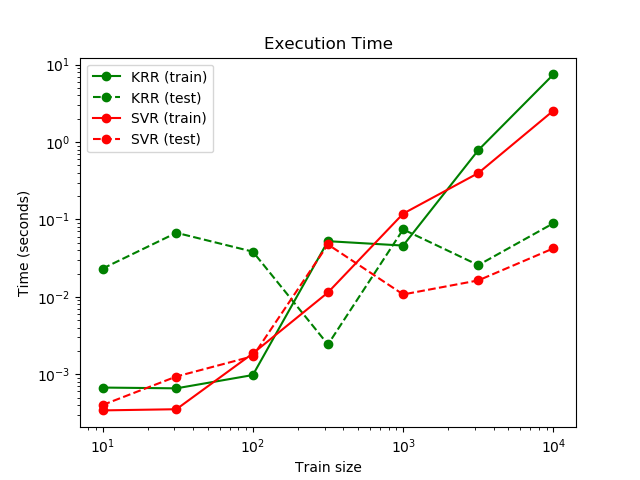 Execution Time
KRR (train)
KRR (test)
SVR (train)
SVR (test)
Time (seconds)
10¹
10⁰
10⁻¹
10⁻²
10⁻³
10¹
10²
10³
10⁴
Train size